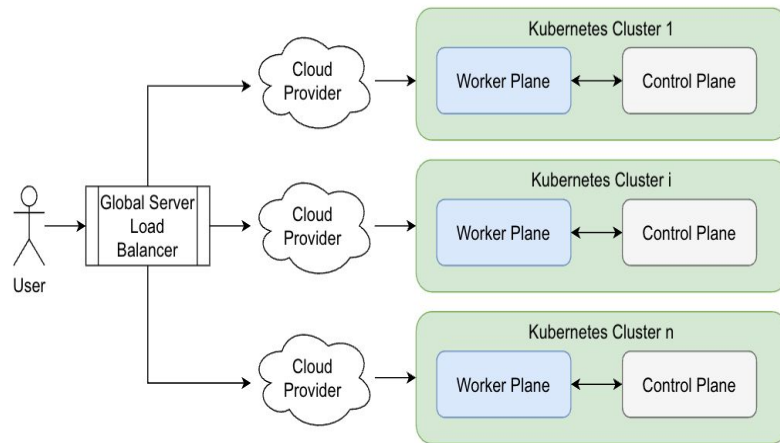 Kubernetes Cluster 1
Cloud
Provider
Worker Plane
Control Plane
Kubernetes Cluster i
Global Server
Load
Balancer
Cloud
Provider
Worker Plane
Control Plane
User
Kubernetes Cluster n
Cloud
Provider
Worker Plane
Control Plane